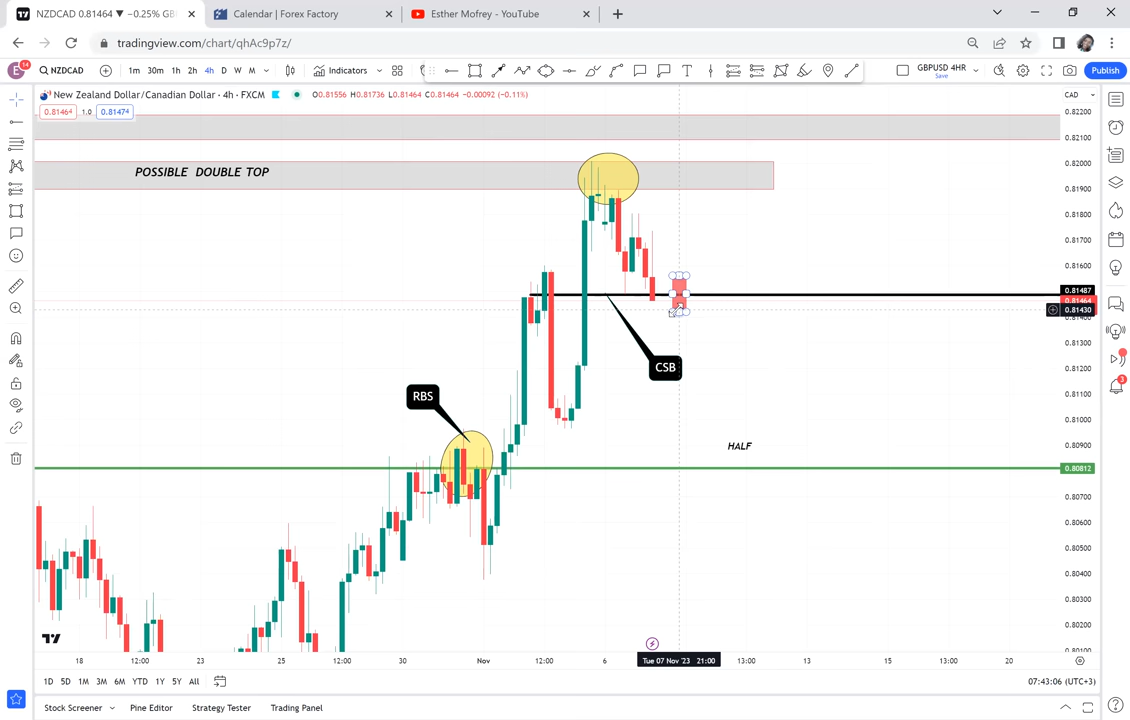 NZDCAD 0.81464 ▼ −0.25% GB
Calendar | Forex Factory
Esther Mofrey - YouTube
tradingview.com/chart/qhAc9p7z/
E 14 NZDCAD 1m 30m 1h 2h 4h D W M Indicators GBPUSD 4HR Save Publish
New Zealand Dollar/Canadian Dollar · 4h · FXCM O0.81556 H0.81736 L0.81464 C0.81464 −0.00092 (−0.11%) CAD
0.81464 1.0 0.81474
0.82200
0.82100
0.82000
POSSIBLE DOUBLE TOP
0.81900
0.81800
0.81700
0.81600
0.81487
0.81464
0.81430
0.81300
CSB
0.81200
0.81100
RBS
0.81000
HALF
0.80900
0.80812
0.80700
0.80600
0.80500
0.80400
0.80300
0.80200
0.80100
18 12:00 23 25 12:00 30 Nov 12:00 6 Tue 07 Nov '23 21:00 13:00 13 15 13:00 20
1D 5D 1M 3M 6M YTD 1Y 5Y All 07:43:06 (UTC+3)
Stock Screener Pine Editor Strategy Tester Trading Panel
3